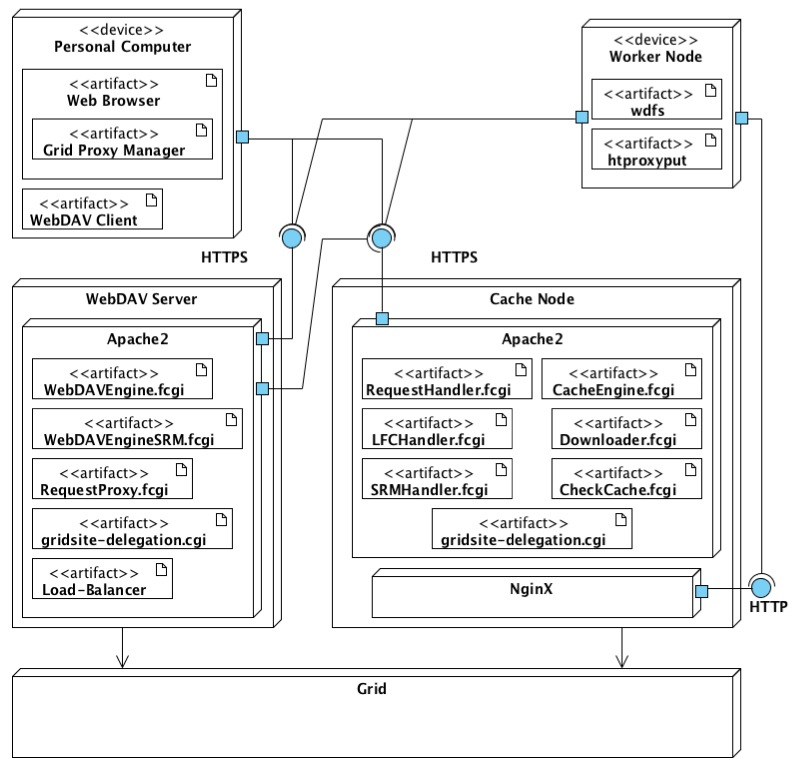 <<device>>
Personal Computer
<<artifact>>
Web Browser
<<artifact>>
Grid Proxy Manager
<<artifact>>
WebDAV Client
<<device>>
Worker Node
<<artifact>>
wdfs
<<artifact>>
htproxyput
HTTPS
HTTPS
WebDAV Server
Apache2
<<artifact>>
WebDAVEngine.fcgi
<<artifact>>
WebDAVEngineSRM.fcgi
<<artifact>>
RequestProxy.fcgi
<<artifact>>
gridsite-delegation.cgi
<<artifact>>
Load-Balancer
Cache Node
Apache2
<<artifact>>
RequestHandler.fcgi
<<artifact>>
CacheEngine.fcgi
<<artifact>>
LFCHandler.fcgi
<<artifact>>
Downloader.fcgi
<<artifact>>
SRMHandler.fcgi
<<artifact>>
CheckCache.fcgi
<<artifact>>
gridsite-delegation.cgi
NginX
HTTP
Grid